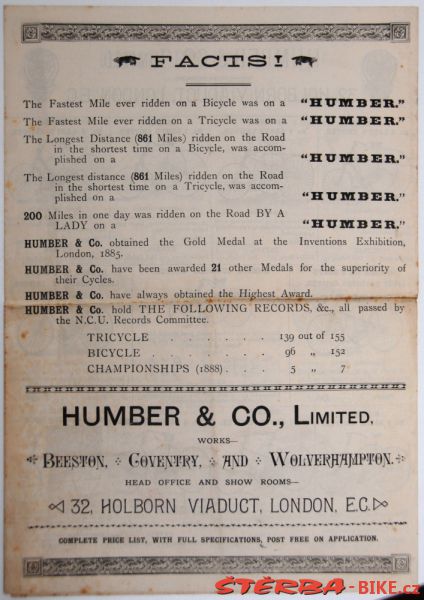 FACTS!
The Fastest Mile ever ridden on a Bicycle was on a "HUMBER."
The Fastest Mile ever ridden on a Tricycle was on a "HUMBER."
The Longest Distance (861 Miles) ridden on the Road
in the shortest time on a Bicycle, was accom-
plished on a "HUMBER."
The Longest distance (861 Miles) ridden on the Road
in the shortest time on a Tricycle, was accom-
plished on a "HUMBER."
200 Miles in one day was ridden on the Road BY A
LADY on a "HUMBER."
HUMBER & Co. obtained the Gold Medal at the Inventions Exhibition,
London, 1885.
HUMBER & Co. have been awarded 21 other Medals for the superiority of
their Cycles.
HUMBER & Co. have always obtained the Highest Award.
HUMBER & Co. hold THE FOLLOWING RECORDS, &c., all passed
by the N.C.U. Records Committee.
TRICYCLE . . . . . . 139 out of 155
BICYCLE . . . . . . 96 „ 152
CHAMPIONSHIPS (1888) . . . 5 „ 7
HUMBER & CO., LIMITED,
WORKS—
BEESTON, COVENTRY, AND WOLVERHAMPTON.
HEAD OFFICE AND SHOW ROOMS—
32, HOLBORN VIADUCT, LONDON, E.C.
COMPLETE PRICE LIST, WITH FULL SPECIFICATIONS, POST FREE ON APPLICATION.
ŠTĚRBA-BIKE.cz